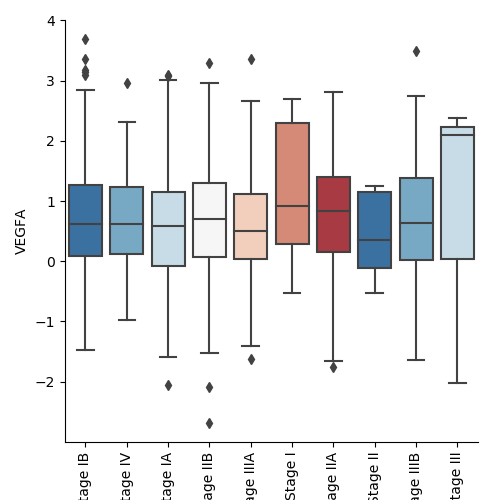 4
3
2
1
0
−1
−2
VEGFA
tage IB
tage IV
tage IA
age IIB
age IIIA
Stage I
age IIA
Stage II
age IIIB
tage III